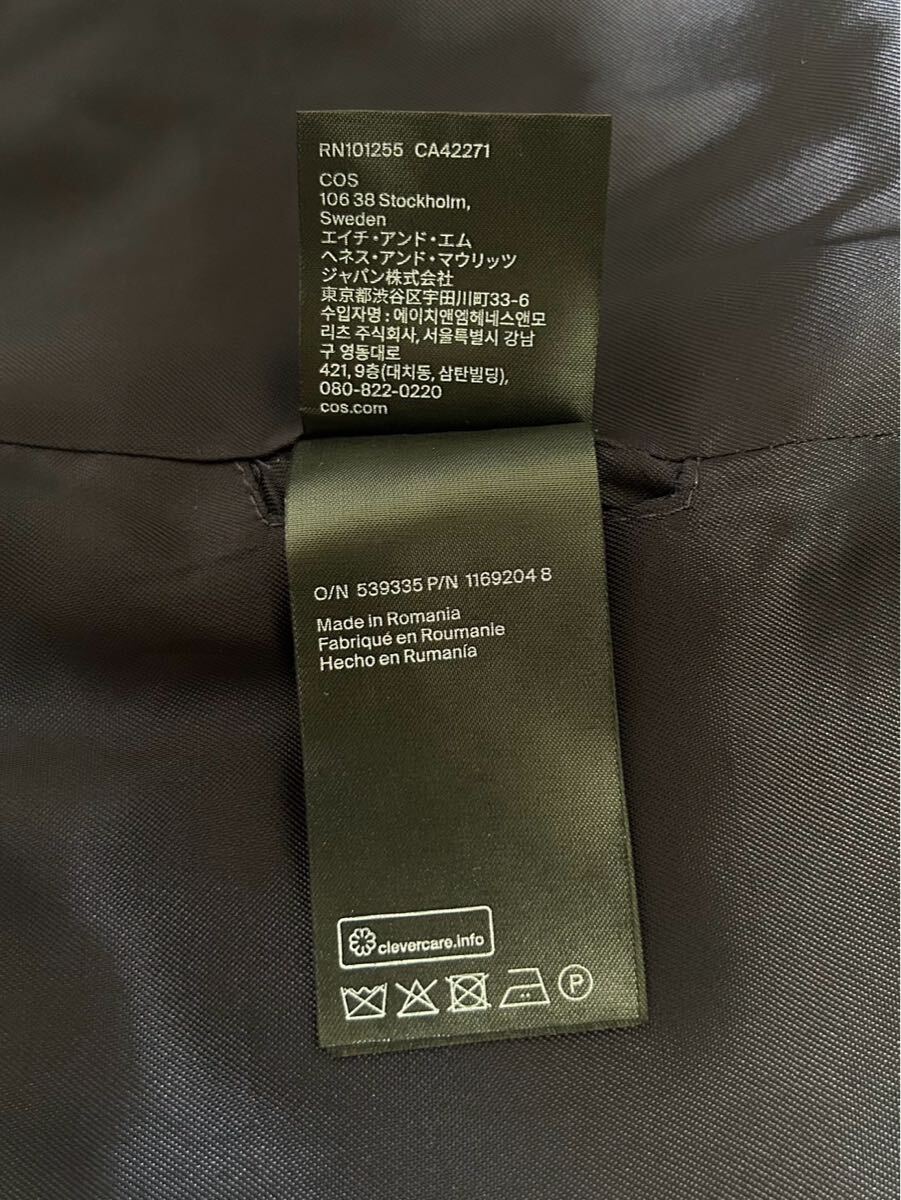 RN101255 CA42271
COS
106 38 Stockholm,
Sweden
エイチ・アンド・エム
ヘネス・アンド・マウリッツ
ジャパン株式会社
東京都渋谷区宇田川町33-6
수입자명 : 에이치앤엠헤네스앤모
리츠 주식회사, 서울특별시 강남
구 영동대로
421, 9층(대치동, 삼탄빌딩),
080-822-0220
cos.com
O/N 539335 P/N 1169204 8
Made in Romania
Fabriqué en Roumanie
Hecho en Rumanía
clevercare.info
P